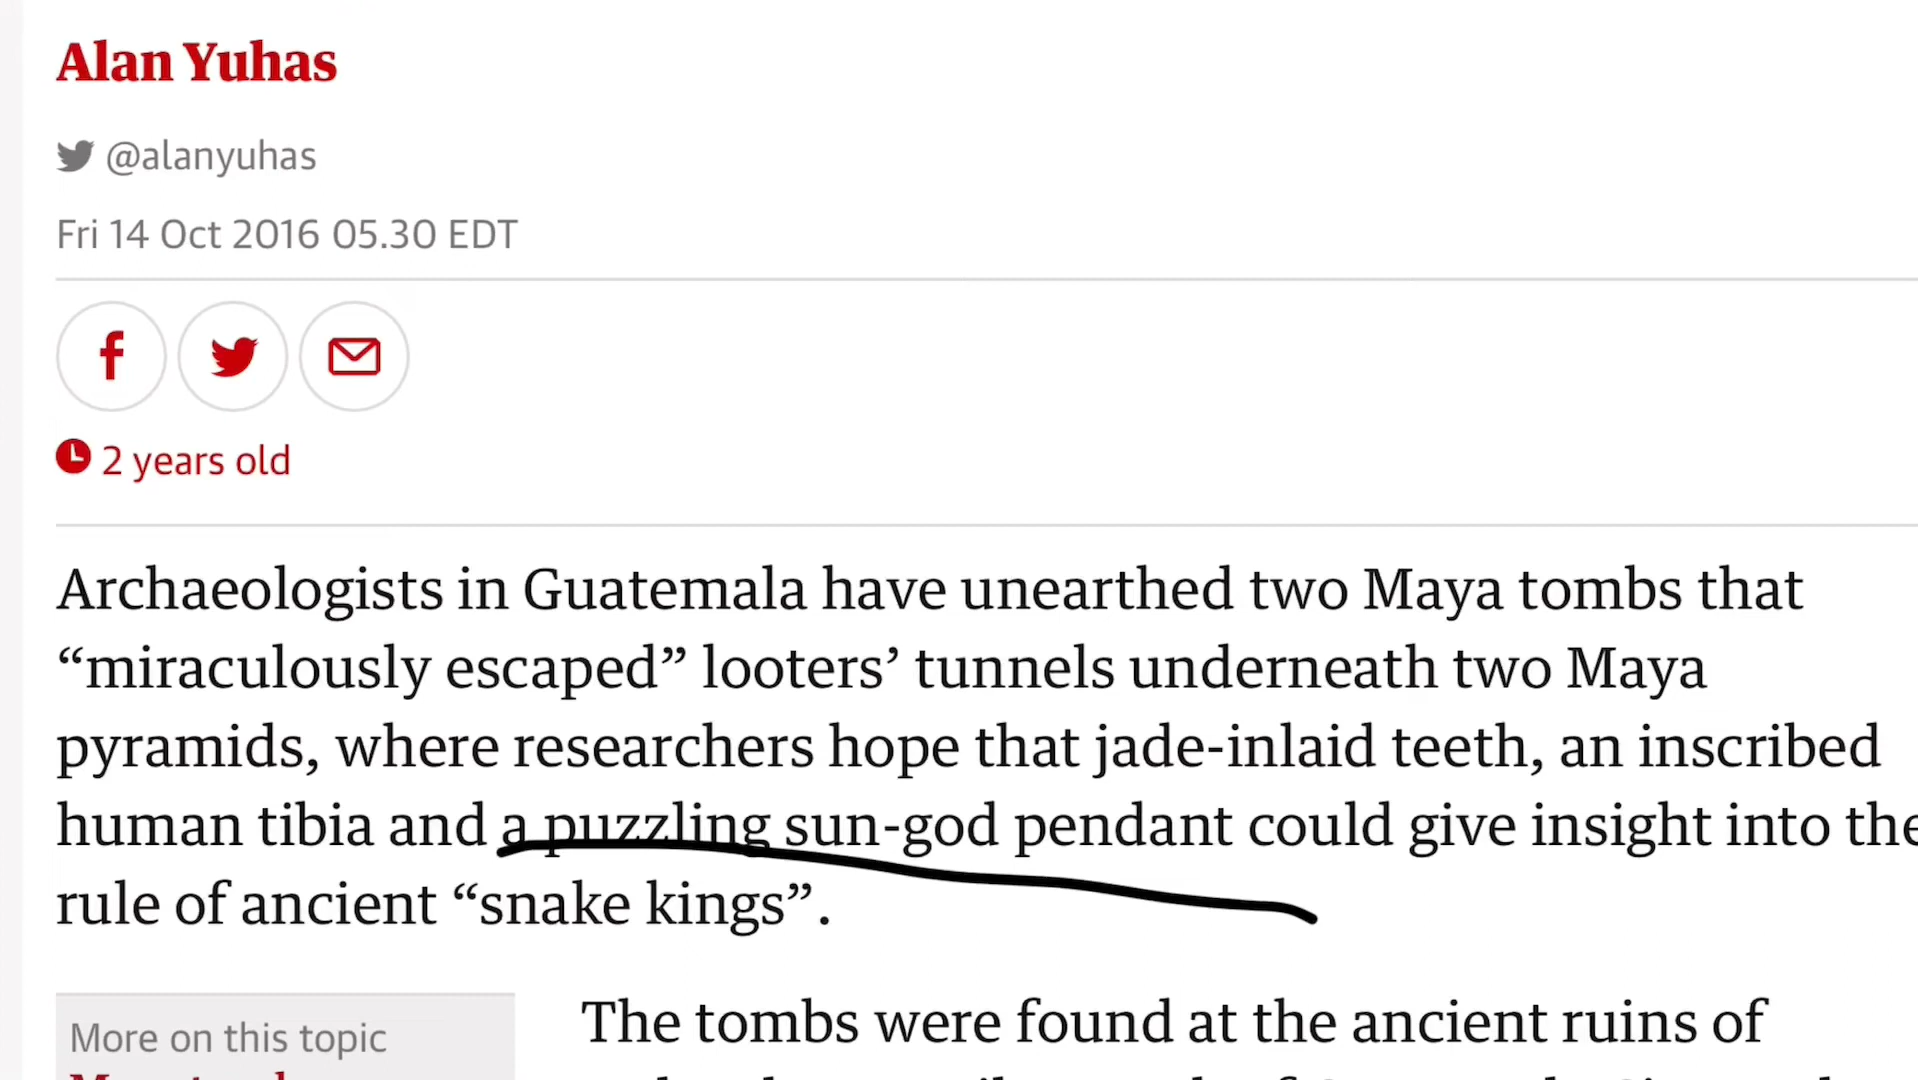 Alan Yuhas
@alanyuhas
Fri 14 Oct 2016 05.30 EDT
2 years old
Archaeologists in Guatemala have unearthed two Maya tombs that
“miraculously escaped” looters’ tunnels underneath two Maya
pyramids, where researchers hope that jade-inlaid teeth, an inscribed
human tibia and a puzzling sun-god pendant could give insight into the
rule of ancient “snake kings”.
More on this topic
The tombs were found at the ancient ruins of